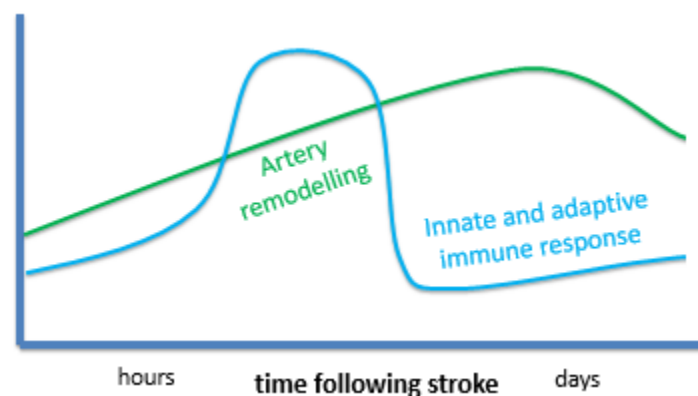 Artery
remodelling
Innate and adaptive
immune response
hours
time following stroke
days